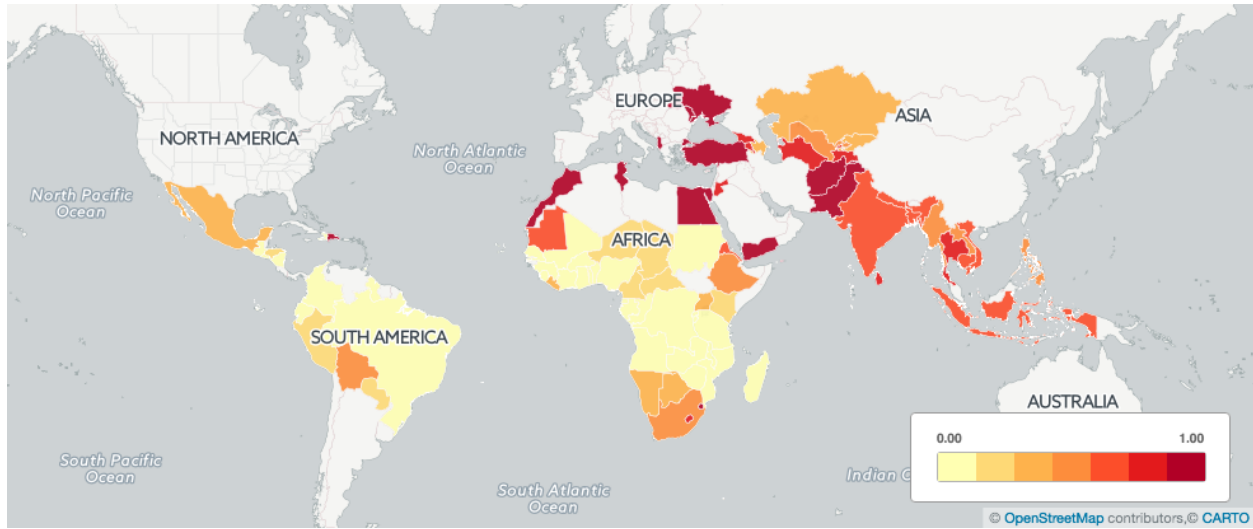 NORTH AMERICA
EUROPE
ASIA
North Atlantic
Ocean
North Pacific
Ocean
AFRICA
SOUTH AMERICA
AUSTRALIA
0.00 1.00
South Pacific
Ocean
Indian
South Atlantic
Ocean
© OpenStreetMap contributors,© CARTO